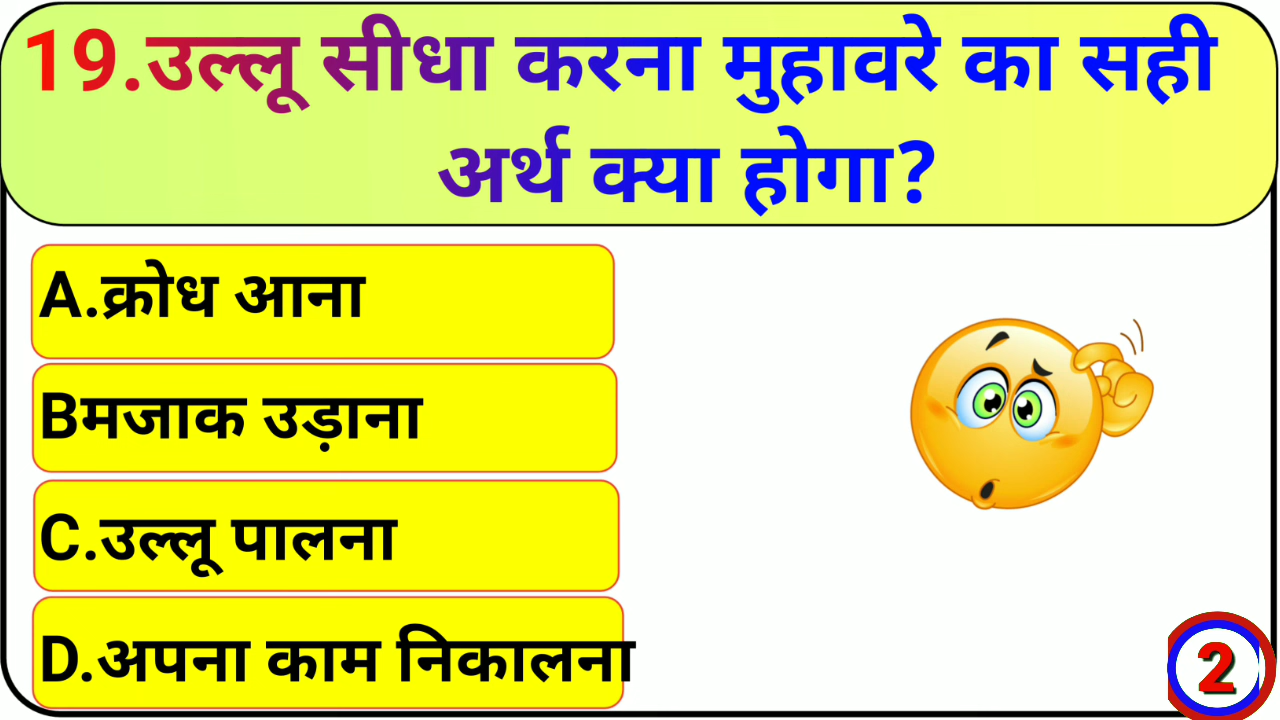 19.उल्लू सीधा करना मुहावरे का सही
अर्थ क्या होगा?
A.क्रोध आना
Bमजाक उड़ाना
C.उल्लू पालना
D.अपना काम निकालना
2